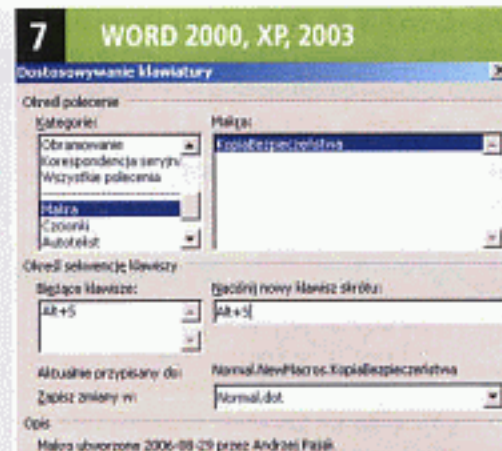 7 WORD 2000, XP, 2003
Dostosowywanie klawiatury
Określ polecenie
Kategorie: Makra:
Obramowanie KopiaBezpieczeństwa
Korespondencja seryjna
Wszystkie polecenia
Makra
Czcionki
Autotekst
Określ sekwencję klawiszy
Bieżące klawisze: Naciśnij nowy klawisz skrótu:
Alt+S Alt+S
Aktualnie przypisany do: Normal.NewMacros.KopiaBezpieczeństwa
Zapisz zmiany w: Normal.dot
Opis
Makro utworzone 2006-08-29 przez Andrzej Pasek